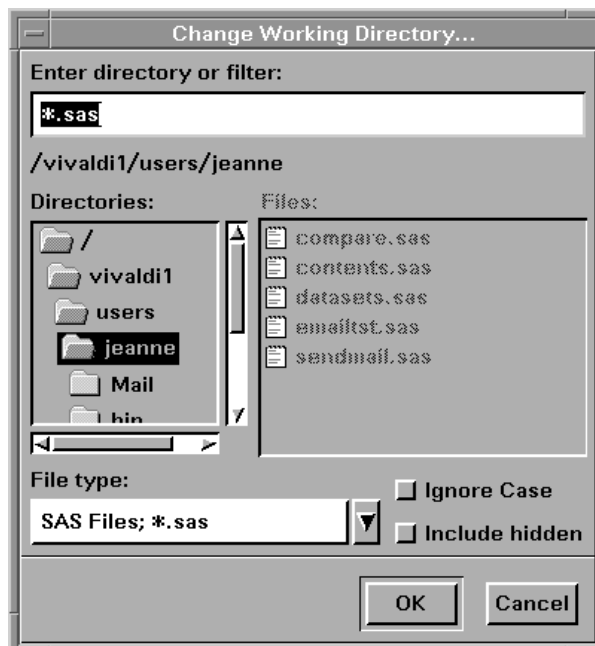 Change Working Directory...
Enter directory or filter:
*.sas
/vivaldi1/users/jeanne
Directories:
Files:
/
vivaldi1
users
jeanne
Mail
bin
compare.sas
contents.sas
datasets.sas
emailtst.sas
sendmail.sas
File type:
SAS Files; *.sas
Ignore Case
Include hidden
OK
Cancel